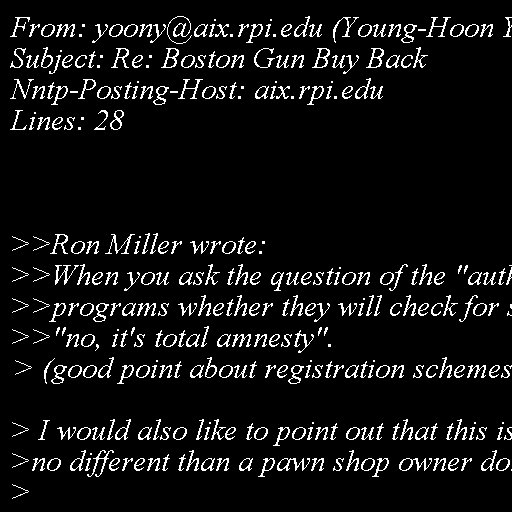 From: yoony@aix.rpi.edu (Young-Hoon
Subject: Re: Boston Gun Buy Back
Nntp-Posting-Host: aix.rpi.edu
Lines: 28
>>Ron Miller wrote:
>>When you ask the question of the "auth
>>programs whether they will check for s
>>"no, it's total amnesty".
> (good point about registration schemes
> I would also like to point out that this is
>no different than a pawn shop owner do
>